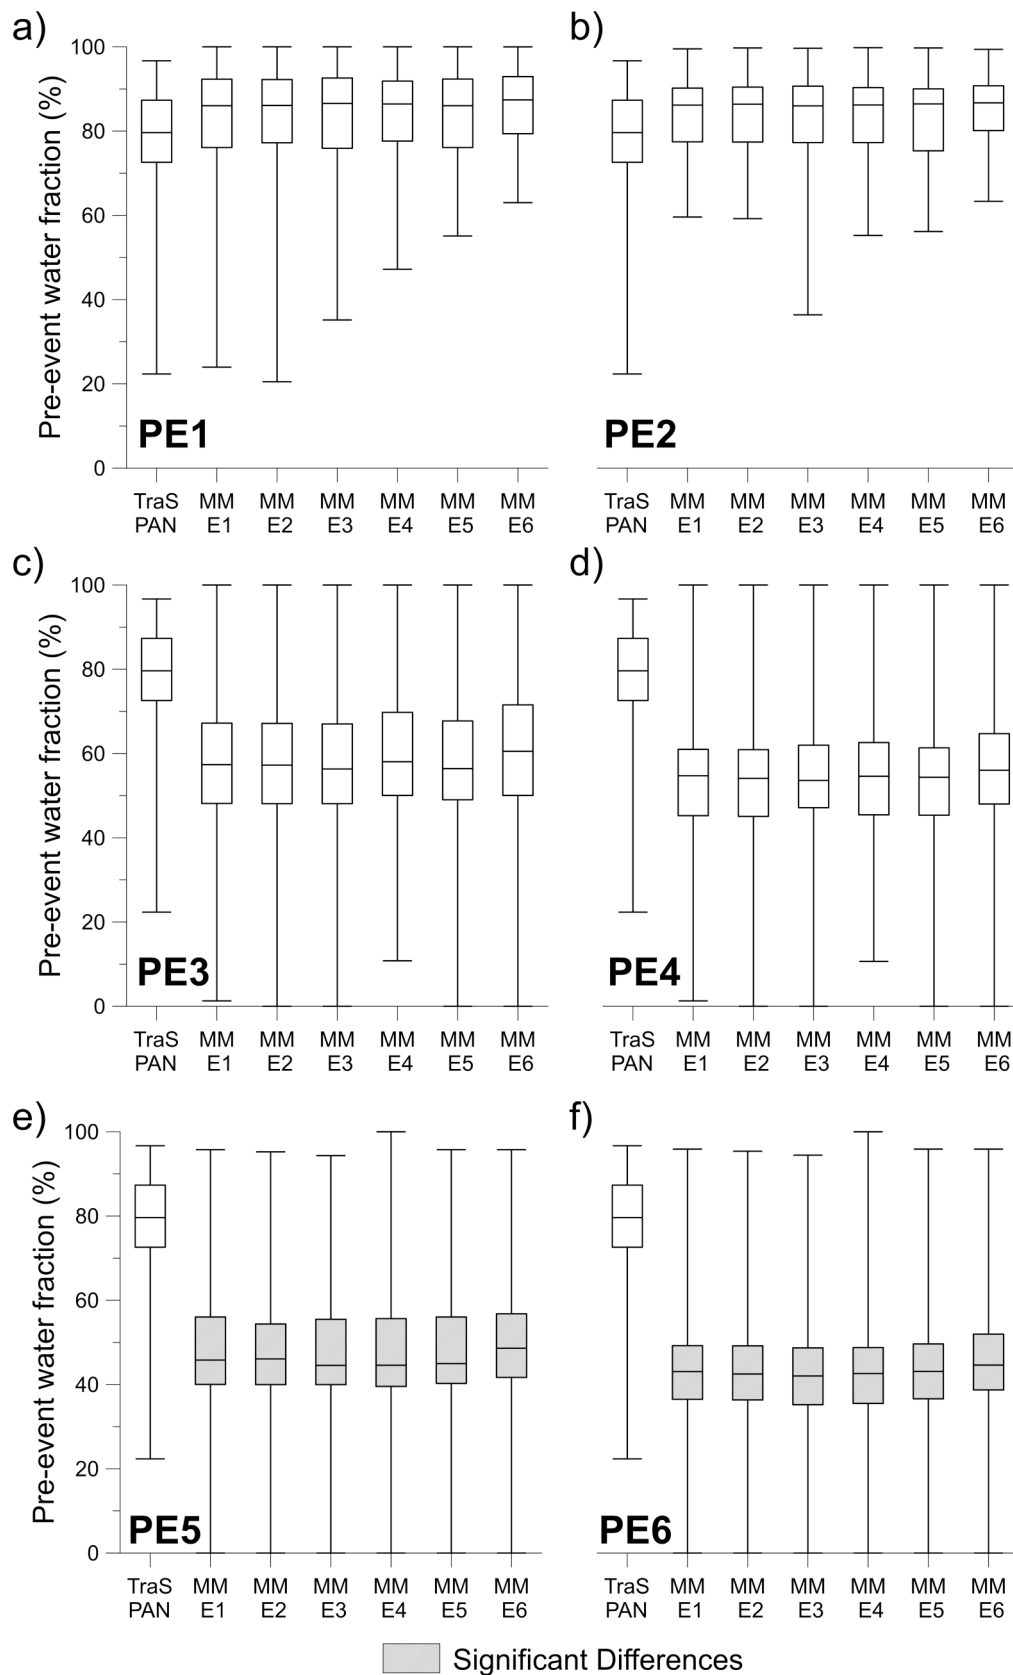 a)
b)
Pre-event water fraction (%)
100
80
60
40
20
0
PE1
PE2
TraS MM MM MM MM MM MM
PAN E1 E2 E3 E4 E5 E6
TraS MM MM MM MM MM MM
PAN E1 E2 E3 E4 E5 E6
c)
d)
Pre-event water fraction (%)
100
80
60
40
20
0
PE3
PE4
TraS MM MM MM MM MM MM
PAN E1 E2 E3 E4 E5 E6
TraS MM MM MM MM MM MM
PAN E1 E2 E3 E4 E5 E6
e)
f)
Pre-event water fraction (%)
100
80
60
40
20
0
PE5
PE6
TraS MM MM MM MM MM MM
PAN E1 E2 E3 E4 E5 E6
TraS MM MM MM MM MM MM
PAN E1 E2 E3 E4 E5 E6
Significant Differences